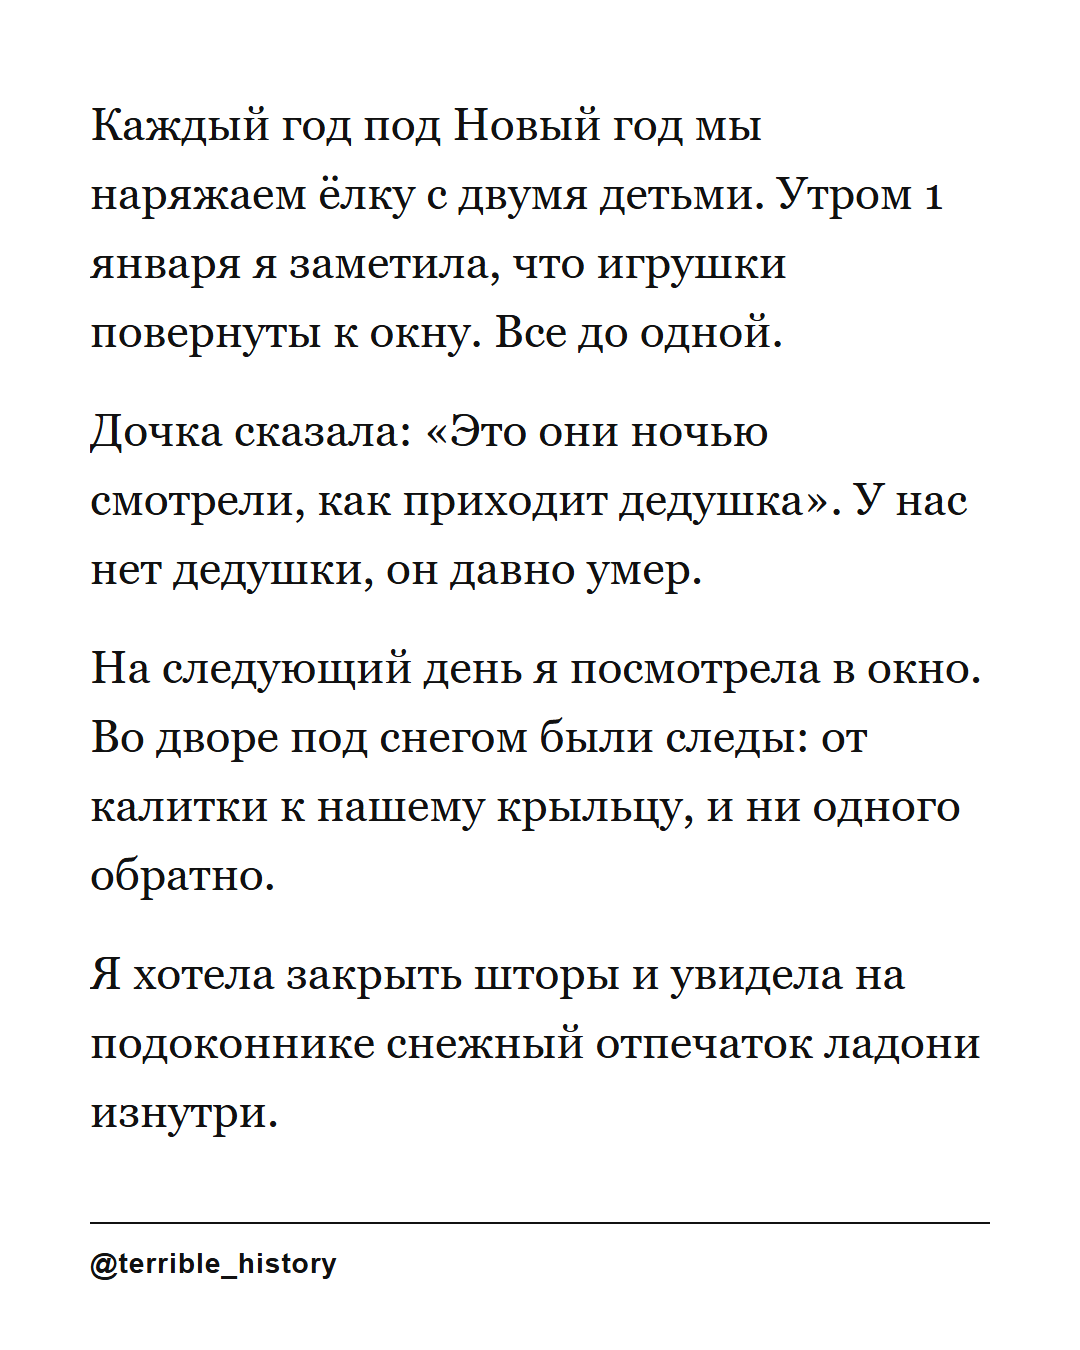 Каждый год под Новый год мы
наряжаем ёлку с двумя детьми. Утром 1
января я заметила, что игрушки
повернуты к окну. Все до одной.
Дочка сказала: «Это они ночью
смотрели, как приходит дедушка». У нас
нет дедушки, он давно умер.
На следующий день я посмотрела в окно.
Во дворе под снегом были следы: от
калитки к нашему крыльцу, и ни одного
обратно.
Я хотела закрыть шторы и увидела на
подоконнике снежный отпечаток ладони
изнутри.
@terrible_history